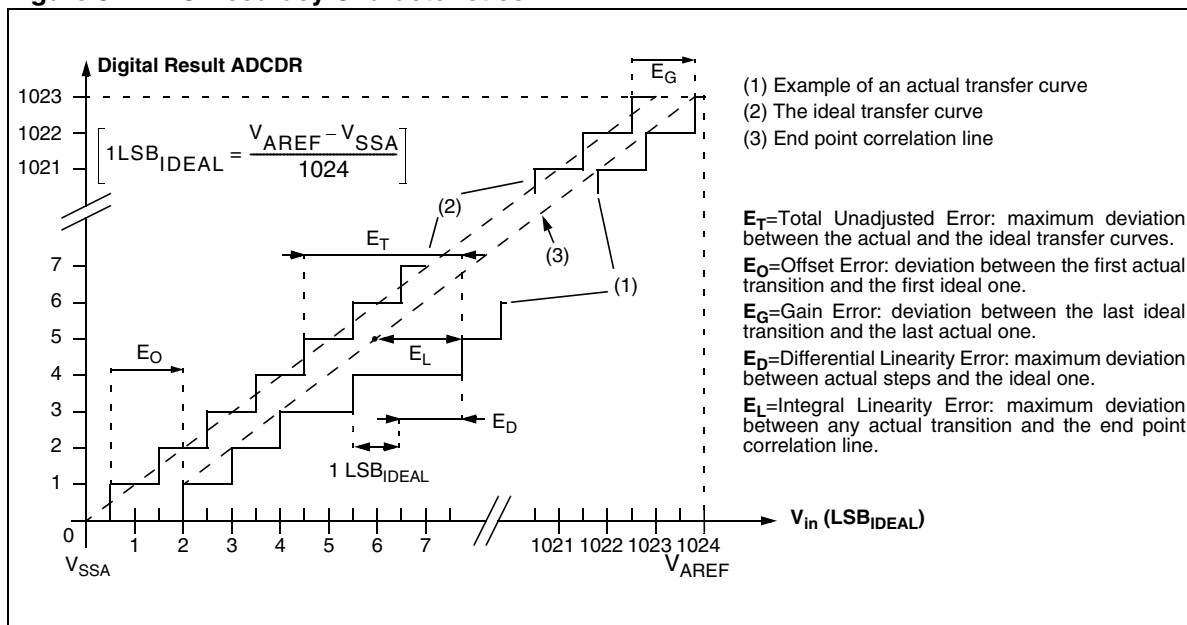 Digital Result ADCDR
E_G
1023
1022
1021
1LSB_IDEAL = V_AREF – V_SSA / 1024
(2)
E_T
(3)
(1)
7
6
5
4
3
2
1
0
E_O
E_L
E_D
1 LSB_IDEAL
V_in (LSB_IDEAL)
1 2 3 4 5 6 7 1021 1022 1023 1024
V_SSA
V_AREF
(1) Example of an actual transfer curve
(2) The ideal transfer curve
(3) End point correlation line
E_T=Total Unadjusted Error: maximum deviation
between the actual and the ideal transfer curves.
E_O=Offset Error: deviation between the first actual
transition and the first ideal one.
E_G=Gain Error: deviation between the last ideal
transition and the last actual one.
E_D=Differential Linearity Error: maximum deviation
between actual steps and the ideal one.
E_L=Integral Linearity Error: maximum deviation
between any actual transition and the end point
correlation line.